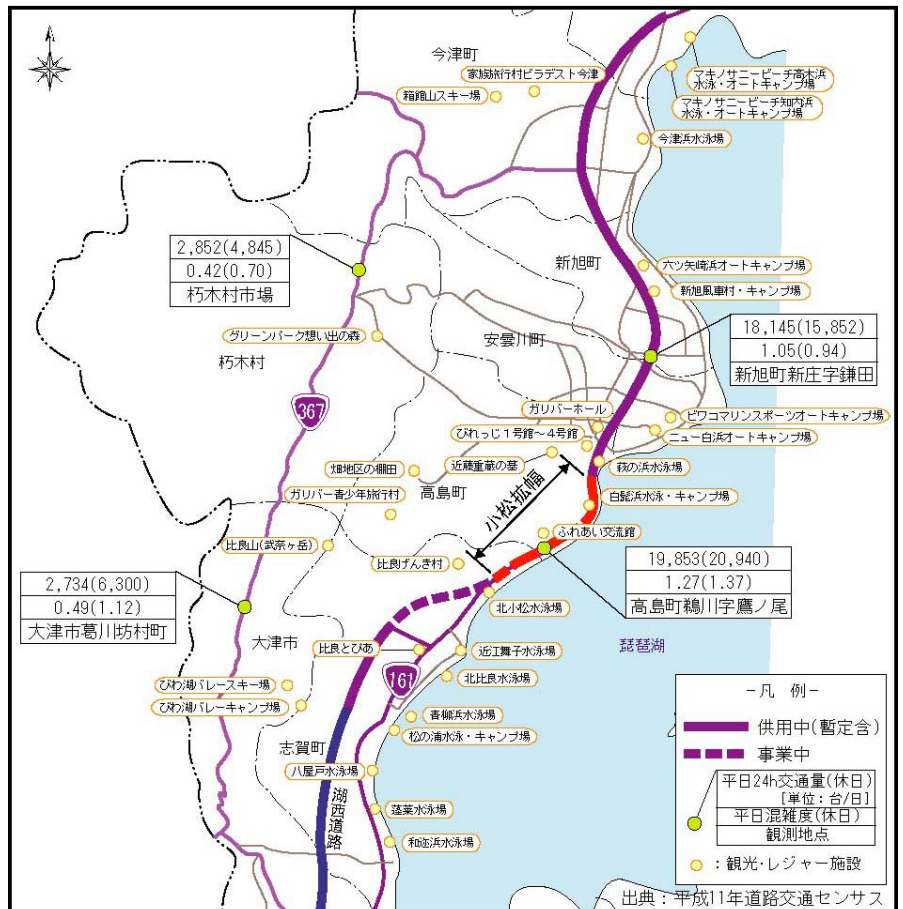 今津町
家族旅行村ビラデスト今津
箱館山スキー場
マキノサニービーチ高木浜
水泳・オートキャンプ場
マキノサニービーチ知内浜
水泳・オートキャンプ場
今津浜水泳場
2,852(4,845)
0.42(0.70)
朽木村市場
新旭町
六ツ矢崎浜オートキャンプ場
新旭風車村・キャンプ場
グリーンパーク想い出の森
安曇川町
18,145(15,852)
1.05(0.94)
新旭町新庄字鎌田
朽木村
367
ガリバーホール
びれっじ1号館~4号館
ビワコマリンスポーツオートキャンプ場
ニュー白浜オートキャンプ場
近藤重蔵の墓
萩の浜水泳場
畑地区の棚田
高島町
ガリバー青少年旅行村
小松拡幅
白髭浜水泳・キャンプ場
比良山(武奈ヶ岳)
ふれあい交流館
比良げんき村
19,853(20,940)
1.27(1.37)
高島町鵜川字鷹ノ尾
2,734(6,300)
0.49(1.12)
大津市葛川坊村町
北小松水泳場
大津市
琵琶湖
比良とぴあ
近江舞子水泳場
161
北比良水泳場
びわ湖バレースキー場
びわ湖バレーキャンプ場
青柳浜水泳場
松の浦水泳・キャンプ場
志賀町
八屋戸水泳場
湖西道路
蓬莱水泳場
和迩浜水泳場
-凡 例-
供用中(暫定含)
事業中
平日24h交通量(休日)
[単位:台/日]
平日混雑度(休日)
観測地点
:観光・レジャー施設
出典:平成11年道路交通センサス